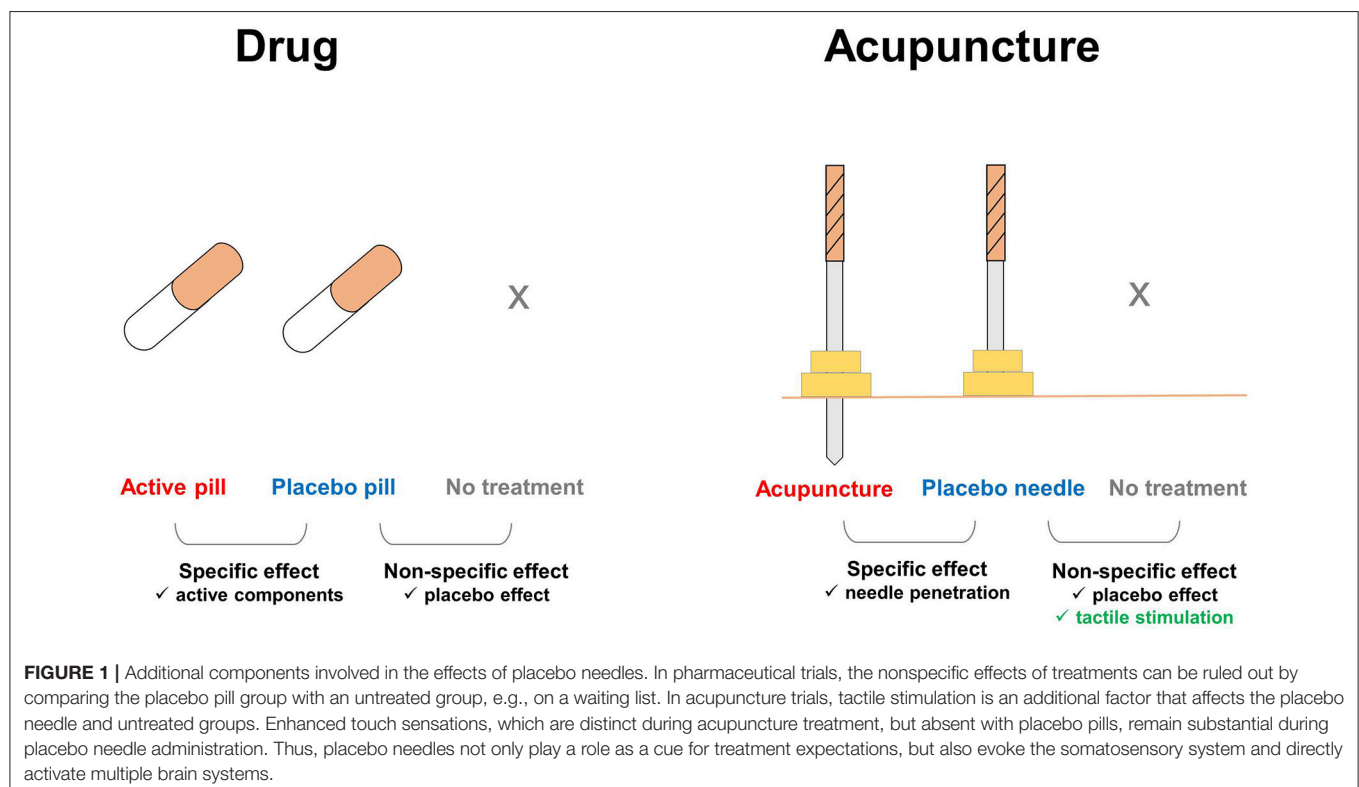 Drug
Acupuncture
X
X
Active pill
Placebo pill
No treatment
Acupuncture
Placebo needle
No treatment
Specific effect
✓ active components
Non-specific effect
✓ placebo effect
Specific effect
✓ needle penetration
Non-specific effect
✓ placebo effect
✓ tactile stimulation
FIGURE 1 | Additional components involved in the effects of placebo needles. In pharmaceutical trials, the nonspecific effects of treatments can be ruled out by
comparing the placebo pill group with an untreated group, e.g., on a waiting list. In acupuncture trials, tactile stimulation is an additional factor that affects the placebo
needle and untreated groups. Enhanced touch sensations, which are distinct during acupuncture treatment, but absent with placebo pills, remain substantial during
placebo needle administration. Thus, placebo needles not only play a role as a cue for treatment expectations, but also evoke the somatosensory system and directly
activate multiple brain systems.